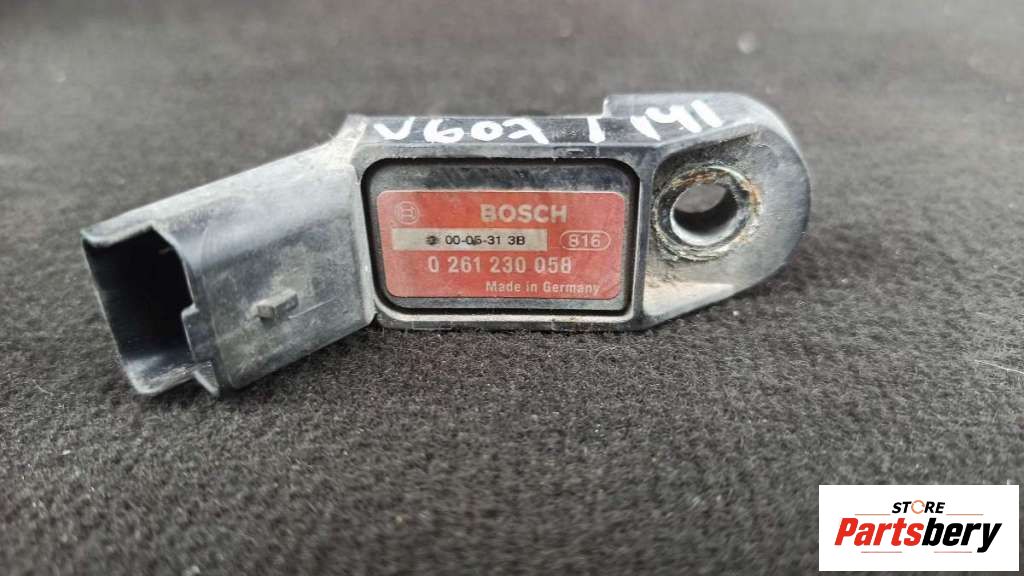 V607 / 141
BOSCH
00-05-31 3B 816
0 261 230 058
Made in Germany
STORE
Partsbery